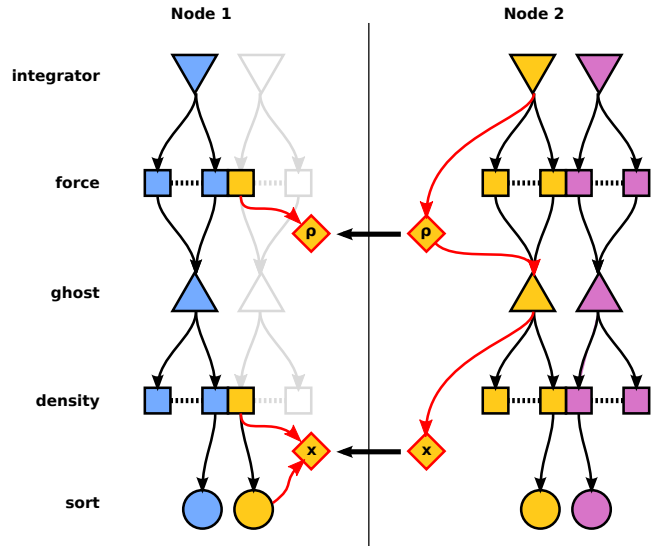 Node 1 Node 2
integrator
force
ρ ρ
ghost
density
x x
sort